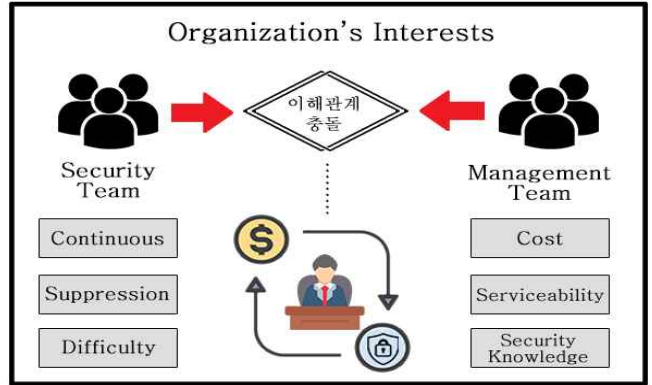 Organization's Interests
이해관계
충돌
Security
Team
Management
Team
Continuous
Suppression
Difficulty
$
Cost
Serviceability
Security
Knowledge